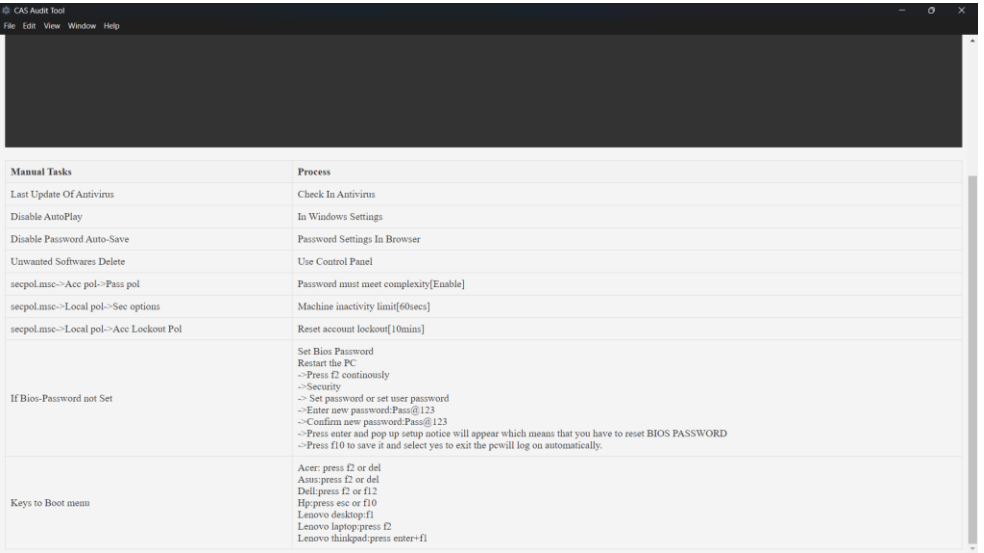 CAS Audit Tool
File Edit View Window Help
Manual Tasks Process
Last Update Of Antivirus Check In Antivirus
Disable AutoPlay In Windows Settings
Disable Password Auto-Save Password Settings In Browser
Unwanted Softwares Delete Use Control Panel
secpol.msc->Acc pol->Pass pol Password must meet complexity[Enable]
secpol.msc->Local pol->Sec options Machine inactivity limit[60secs]
secpol.msc->Local pol->Acc Lockout Pol Reset account lockout[10mins]
If Bios-Password not Set
Set Bios Password
Restart the PC
->Press f2 continously
->Security
-> Set password or set user password
->Enter new password:Pass@123
->Confirm new password:Pass@123
->Press enter and pop up setup notice will appear which means that you have to reset BIOS PASSWORD
->Press f10 to save it and select yes to exit the pcwill log on automatically.
Keys to Boot menu
Acer: press f2 or del
Asus:press f2 or del
Dell:press f2 or f12
Hp:press esc or f10
Lenovo desktop:f1
Lenovo laptop:press f2
Lenovo thinkpad:press enter+f1